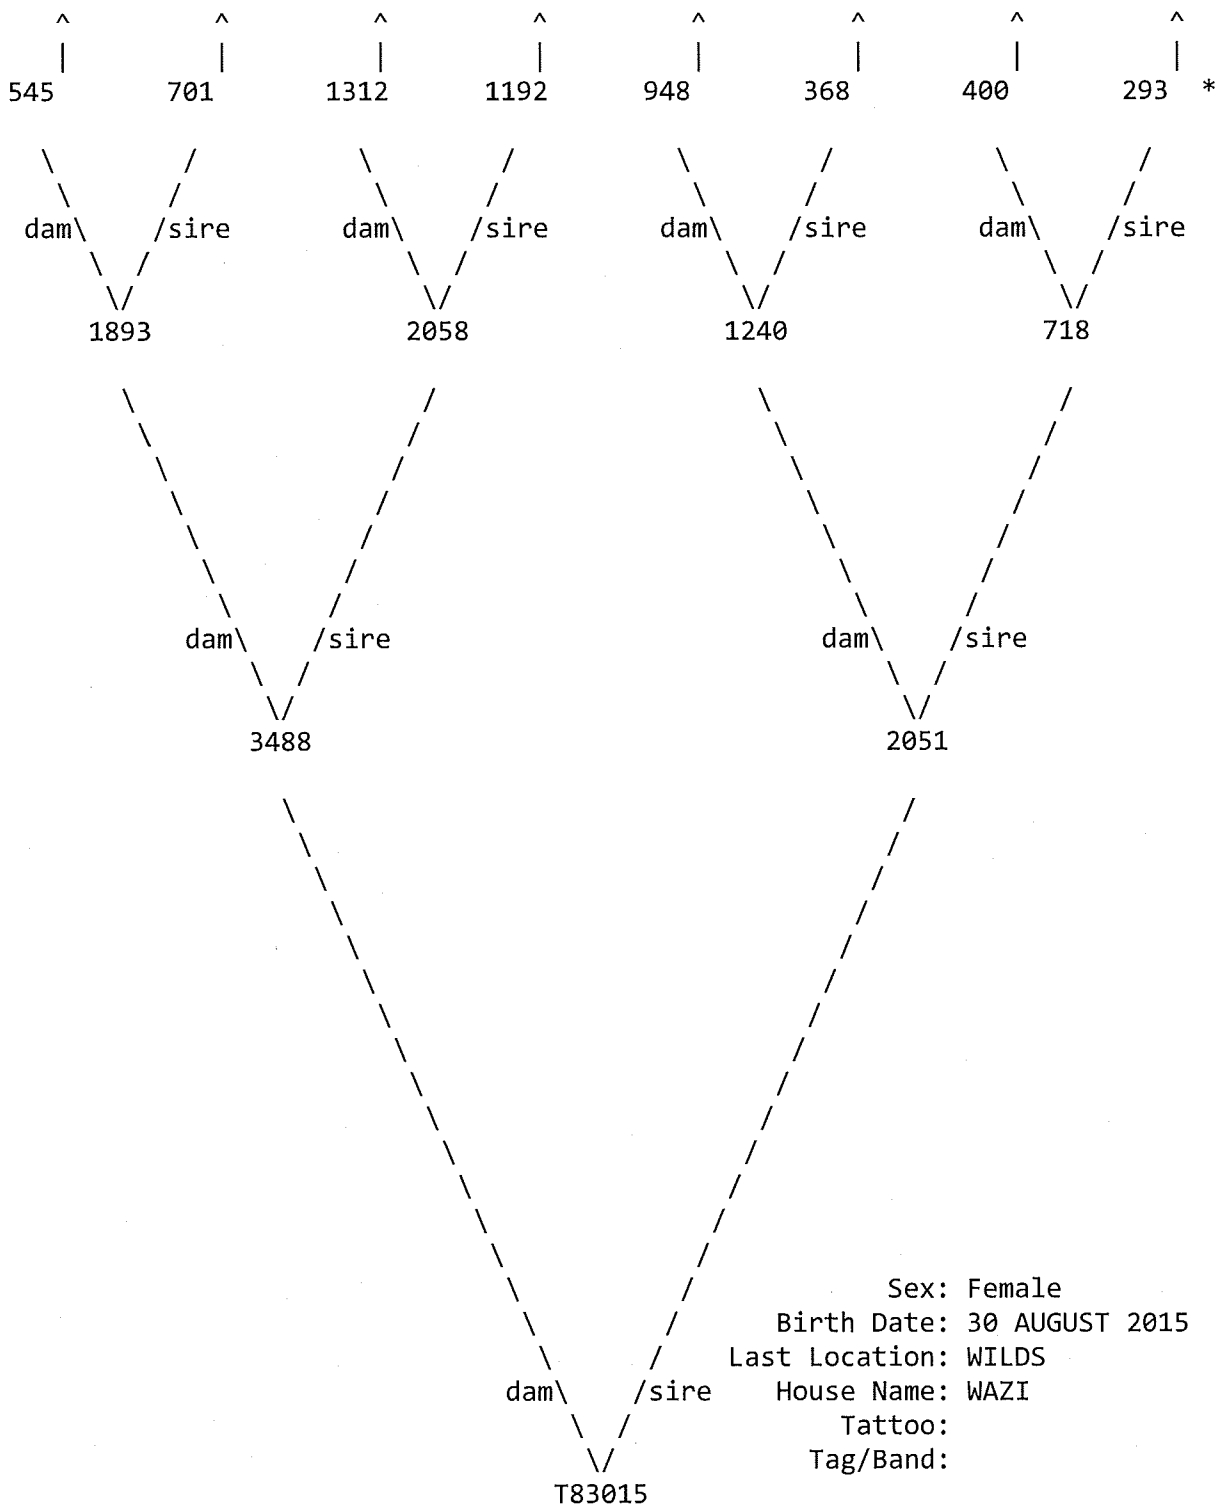 ^ ^ ^ ^ ^ ^ ^ ^
545 701 1312 1192 948 368 400 293 *
dam sire dam sire dam sire dam sire
1893 2058 1240 718
dam sire dam sire
3488 2051
Sex: Female
Birth Date: 30 AUGUST 2015
Last Location: WILDS
dam sire House Name: WAZI
Tattoo:
Tag/Band:
T83015